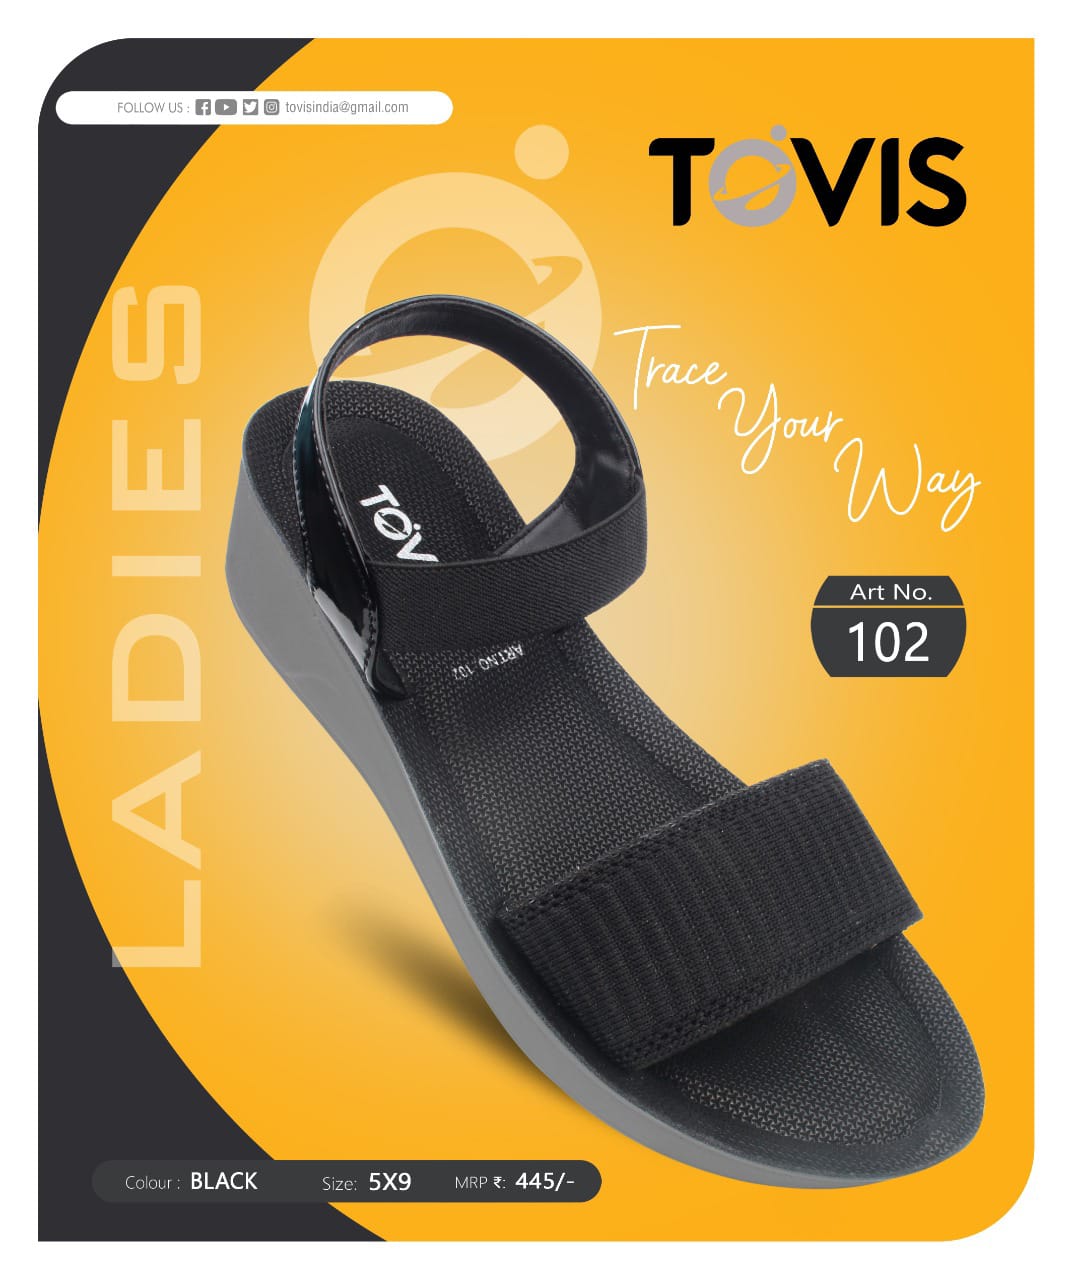 FOLLOW US : tovisindia@gmail.com
TOVIS
LADIES
Trace
Your
Way
TOV
ART.NO. 102
Art No.
102
Colour : BLACK Size: 5X9 MRP ₹: 445/-